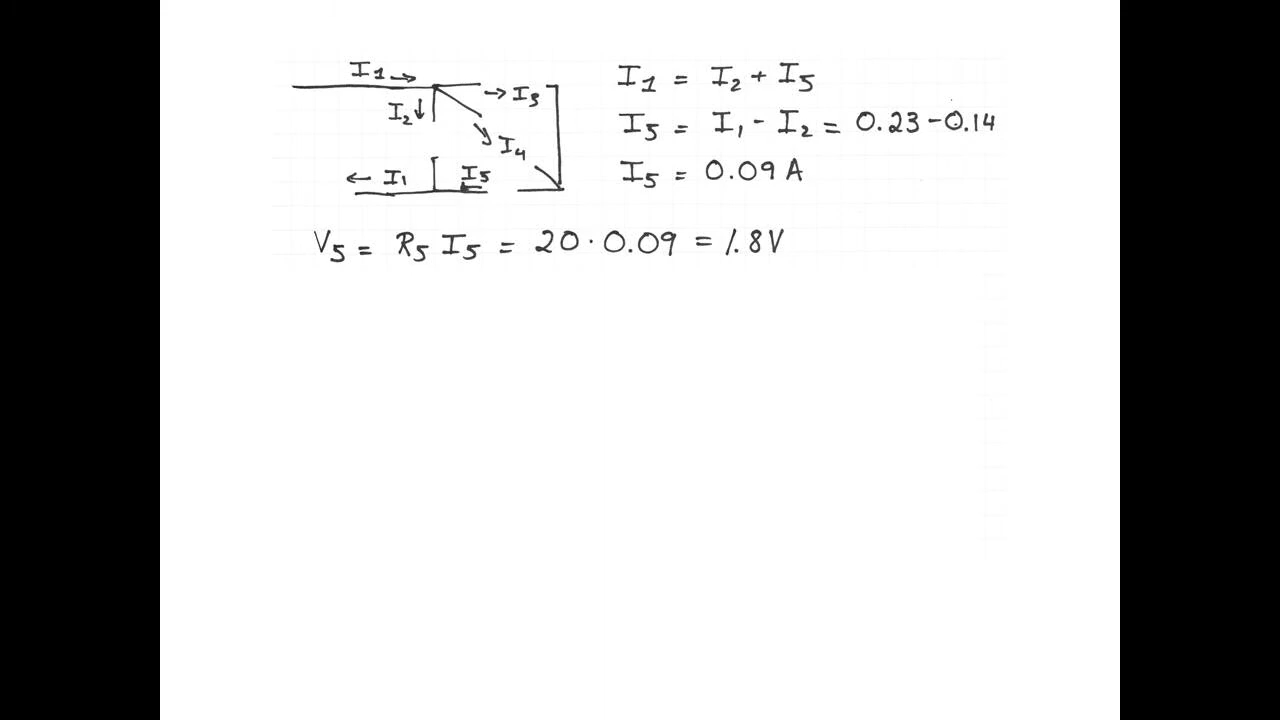 I1 → I1 = I2 + I5
I2 ↓ → I3 I5 = I1 - I2 = 0.23 - 0.14
I4
← I1 I5 I5 = 0.09 A
V5 = R5 I5 = 20 · 0.09 = 1.8V